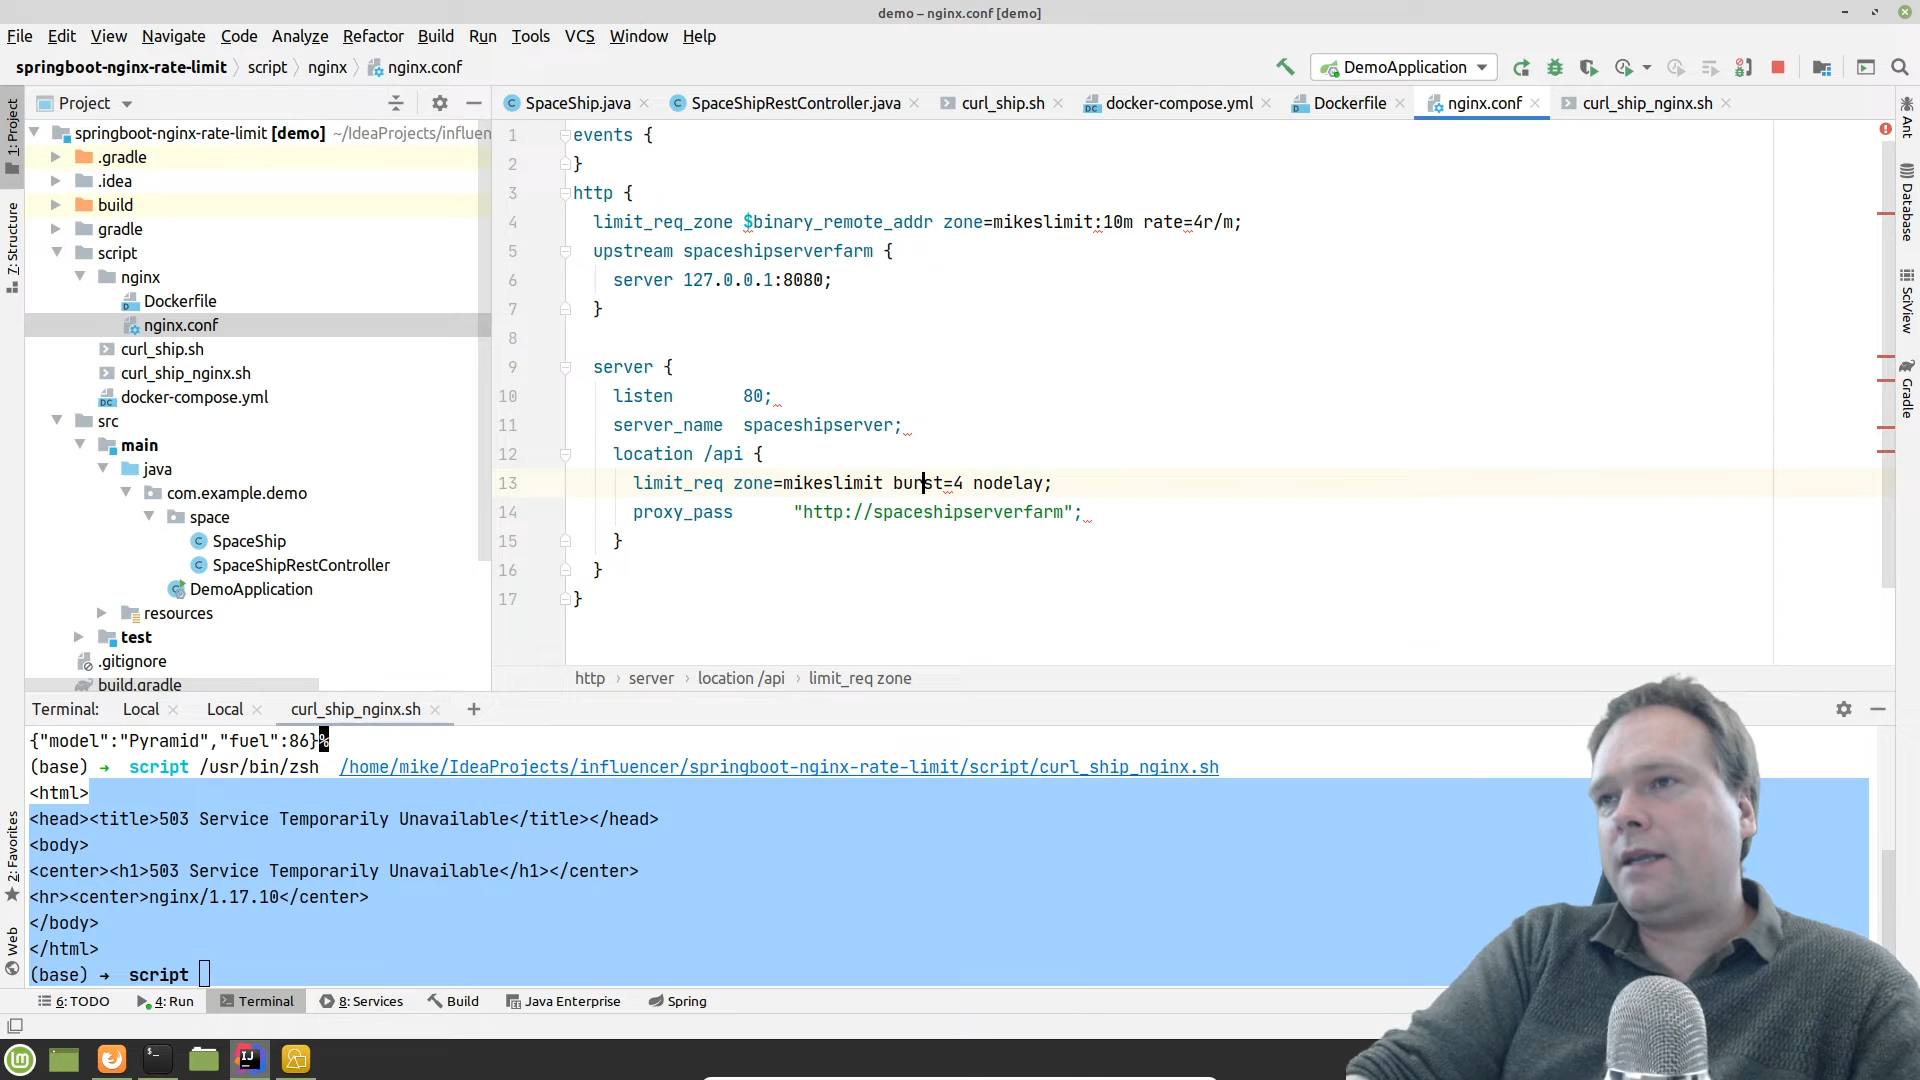 demo – nginx.conf [demo]
File Edit View Navigate Code Analyze Refactor Build Run Tools VCS Window Help
springboot-nginx-rate-limit script nginx nginx.conf
DemoApplication
Project
SpaceShip.java
SpaceShipRestController.java
curl_ship.sh
docker-compose.yml
Dockerfile
nginx.conf
curl_ship_nginx.sh
1: Project
7: Structure
2: Favorites
Web
springboot-nginx-rate-limit [demo] ~/IdeaProjects/influen
.gradle
.idea
build
gradle
script
nginx
Dockerfile
nginx.conf
curl_ship.sh
curl_ship_nginx.sh
docker-compose.yml
src
main
java
com.example.demo
space
SpaceShip
SpaceShipRestController
DemoApplication
resources
test
.gitignore
build.gradle
1 events {
2 }
3 http {
4 limit_req_zone $binary_remote_addr zone=mikeslimit:10m rate=4r/m;
5 upstream spaceshipserverfarm {
6 server 127.0.0.1:8080;
7 }
8
9 server {
10 listen 80;
11 server_name spaceshipserver;
12 location /api {
13 limit_req zone=mikeslimit burst=4 nodelay;
14 proxy_pass "http://spaceshipserverfarm";
15 }
16 }
17 }
http › server › location /api › limit_req zone
Ant
Database
SciView
Gradle
Terminal: Local Local curl_ship_nginx.sh
{"model":"Pyramid","fuel":86}%
(base) → script /usr/bin/zsh /home/mike/IdeaProjects/influencer/springboot-nginx-rate-limit/script/curl_ship_nginx.sh
<html>
<head><title>503 Service Temporarily Unavailable</title></head>
<body>
<center><h1>503 Service Temporarily Unavailable</h1></center>
<hr><center>nginx/1.17.10</center>
</body>
</html>
(base) → script
6: TODO 4: Run Terminal 8: Services Build Java Enterprise Spring